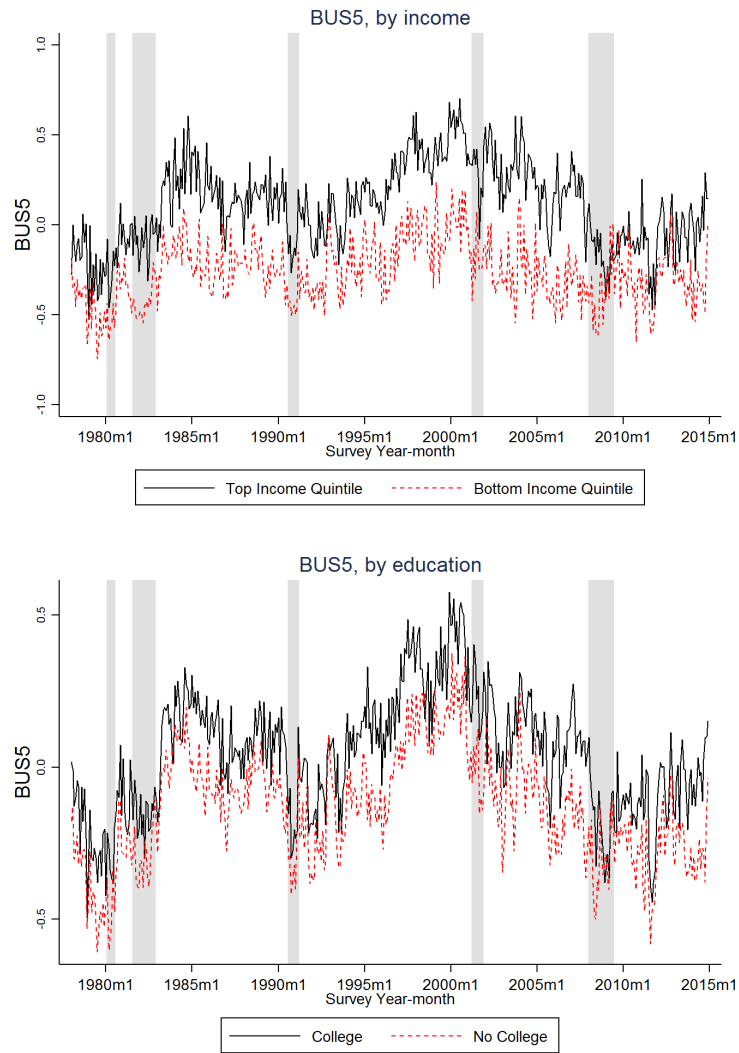 BUS5, by income
1.0
0.5
0.0
-0.5
-1.0
BUS5
1980m1 1985m1 1990m1 1995m1 2000m1 2005m1 2010m1 2015m1
Survey Year-month
Top Income Quintile Bottom Income Quintile
BUS5, by education
0.5
0.0
-0.5
BUS5
1980m1 1985m1 1990m1 1995m1 2000m1 2005m1 2010m1 2015m1
Survey Year-month
College No College